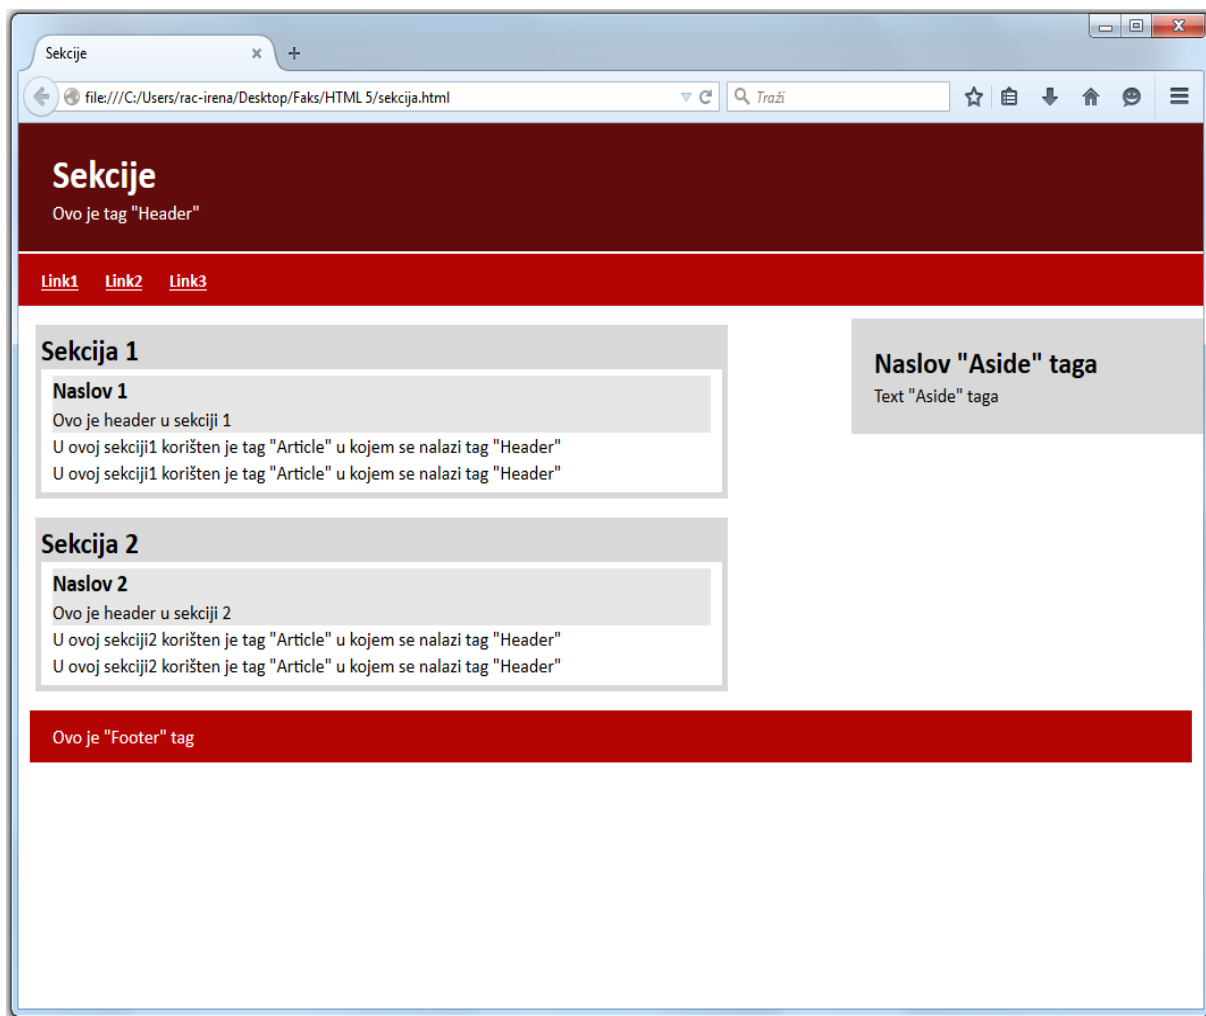 Sekcije
file:///C:/Users/rac-irena/Desktop/Faks/HTML 5/sekcija.html
Traži
Sekcije
Ovo je tag "Header"
Link1 Link2 Link3
Sekcija 1
Naslov 1
Ovo je header u sekciji 1
U ovoj sekciji1 korišten je tag "Article" u kojem se nalazi tag "Header"
U ovoj sekciji1 korišten je tag "Article" u kojem se nalazi tag "Header"
Naslov "Aside" taga
Text "Aside" taga
Sekcija 2
Naslov 2
Ovo je header u sekciji 2
U ovoj sekciji2 korišten je tag "Article" u kojem se nalazi tag "Header"
U ovoj sekciji2 korišten je tag "Article" u kojem se nalazi tag "Header"
Ovo je "Footer" tag